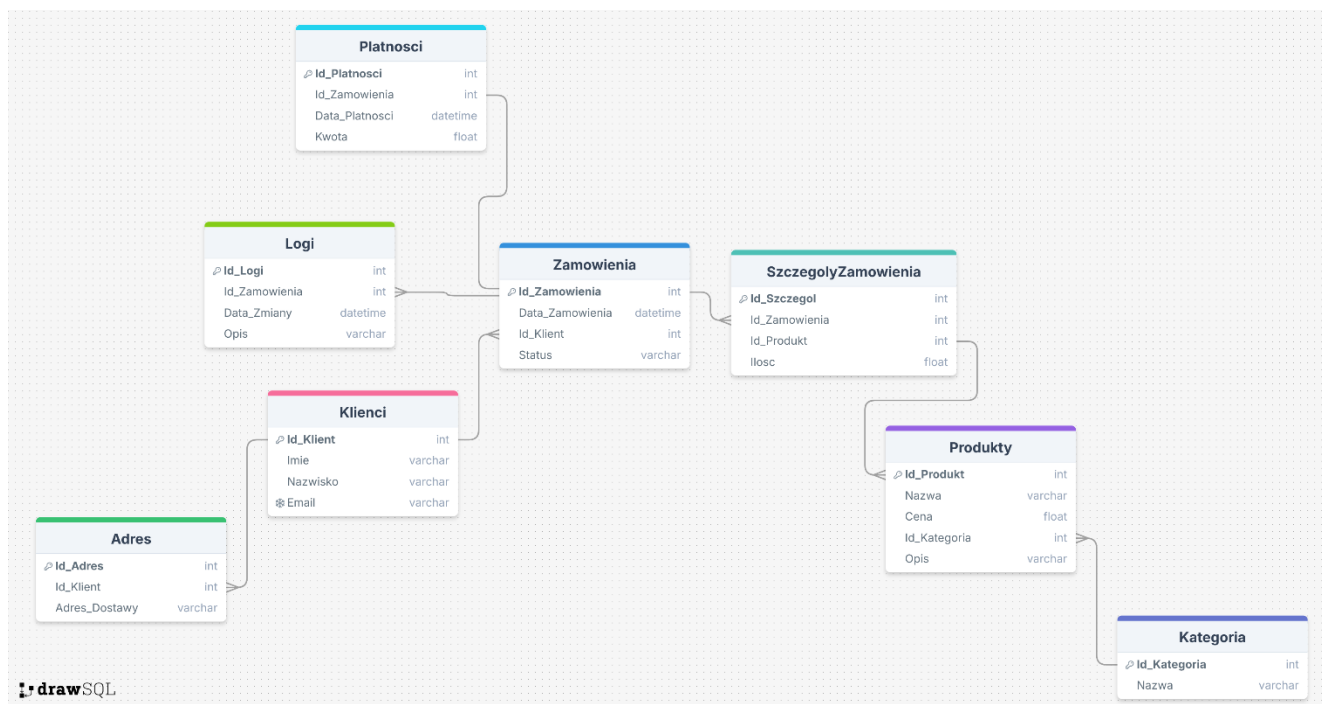 Platnosci
Id_Platnosci int
Id_Zamowienia int
Data_Platnosci datetime
Kwota float
Logi
Id_Logi int
Id_Zamowienia int
Data_Zmiany datetime
Opis varchar
Zamowienia
Id_Zamowienia int
Data_Zamowienia datetime
Id_Klient int
Status varchar
SzczegolyZamowienia
Id_Szczegol int
Id_Zamowienia int
Id_Produkt int
Ilosc float
Klienci
Id_Klient int
Imie varchar
Nazwisko varchar
Email varchar
Produkty
Id_Produkt int
Nazwa varchar
Cena float
Id_Kategoria int
Opis varchar
Adres
Id_Adres int
Id_Klient int
Adres_Dostawy varchar
Kategoria
Id_Kategoria int
Nazwa varchar
drawSQL